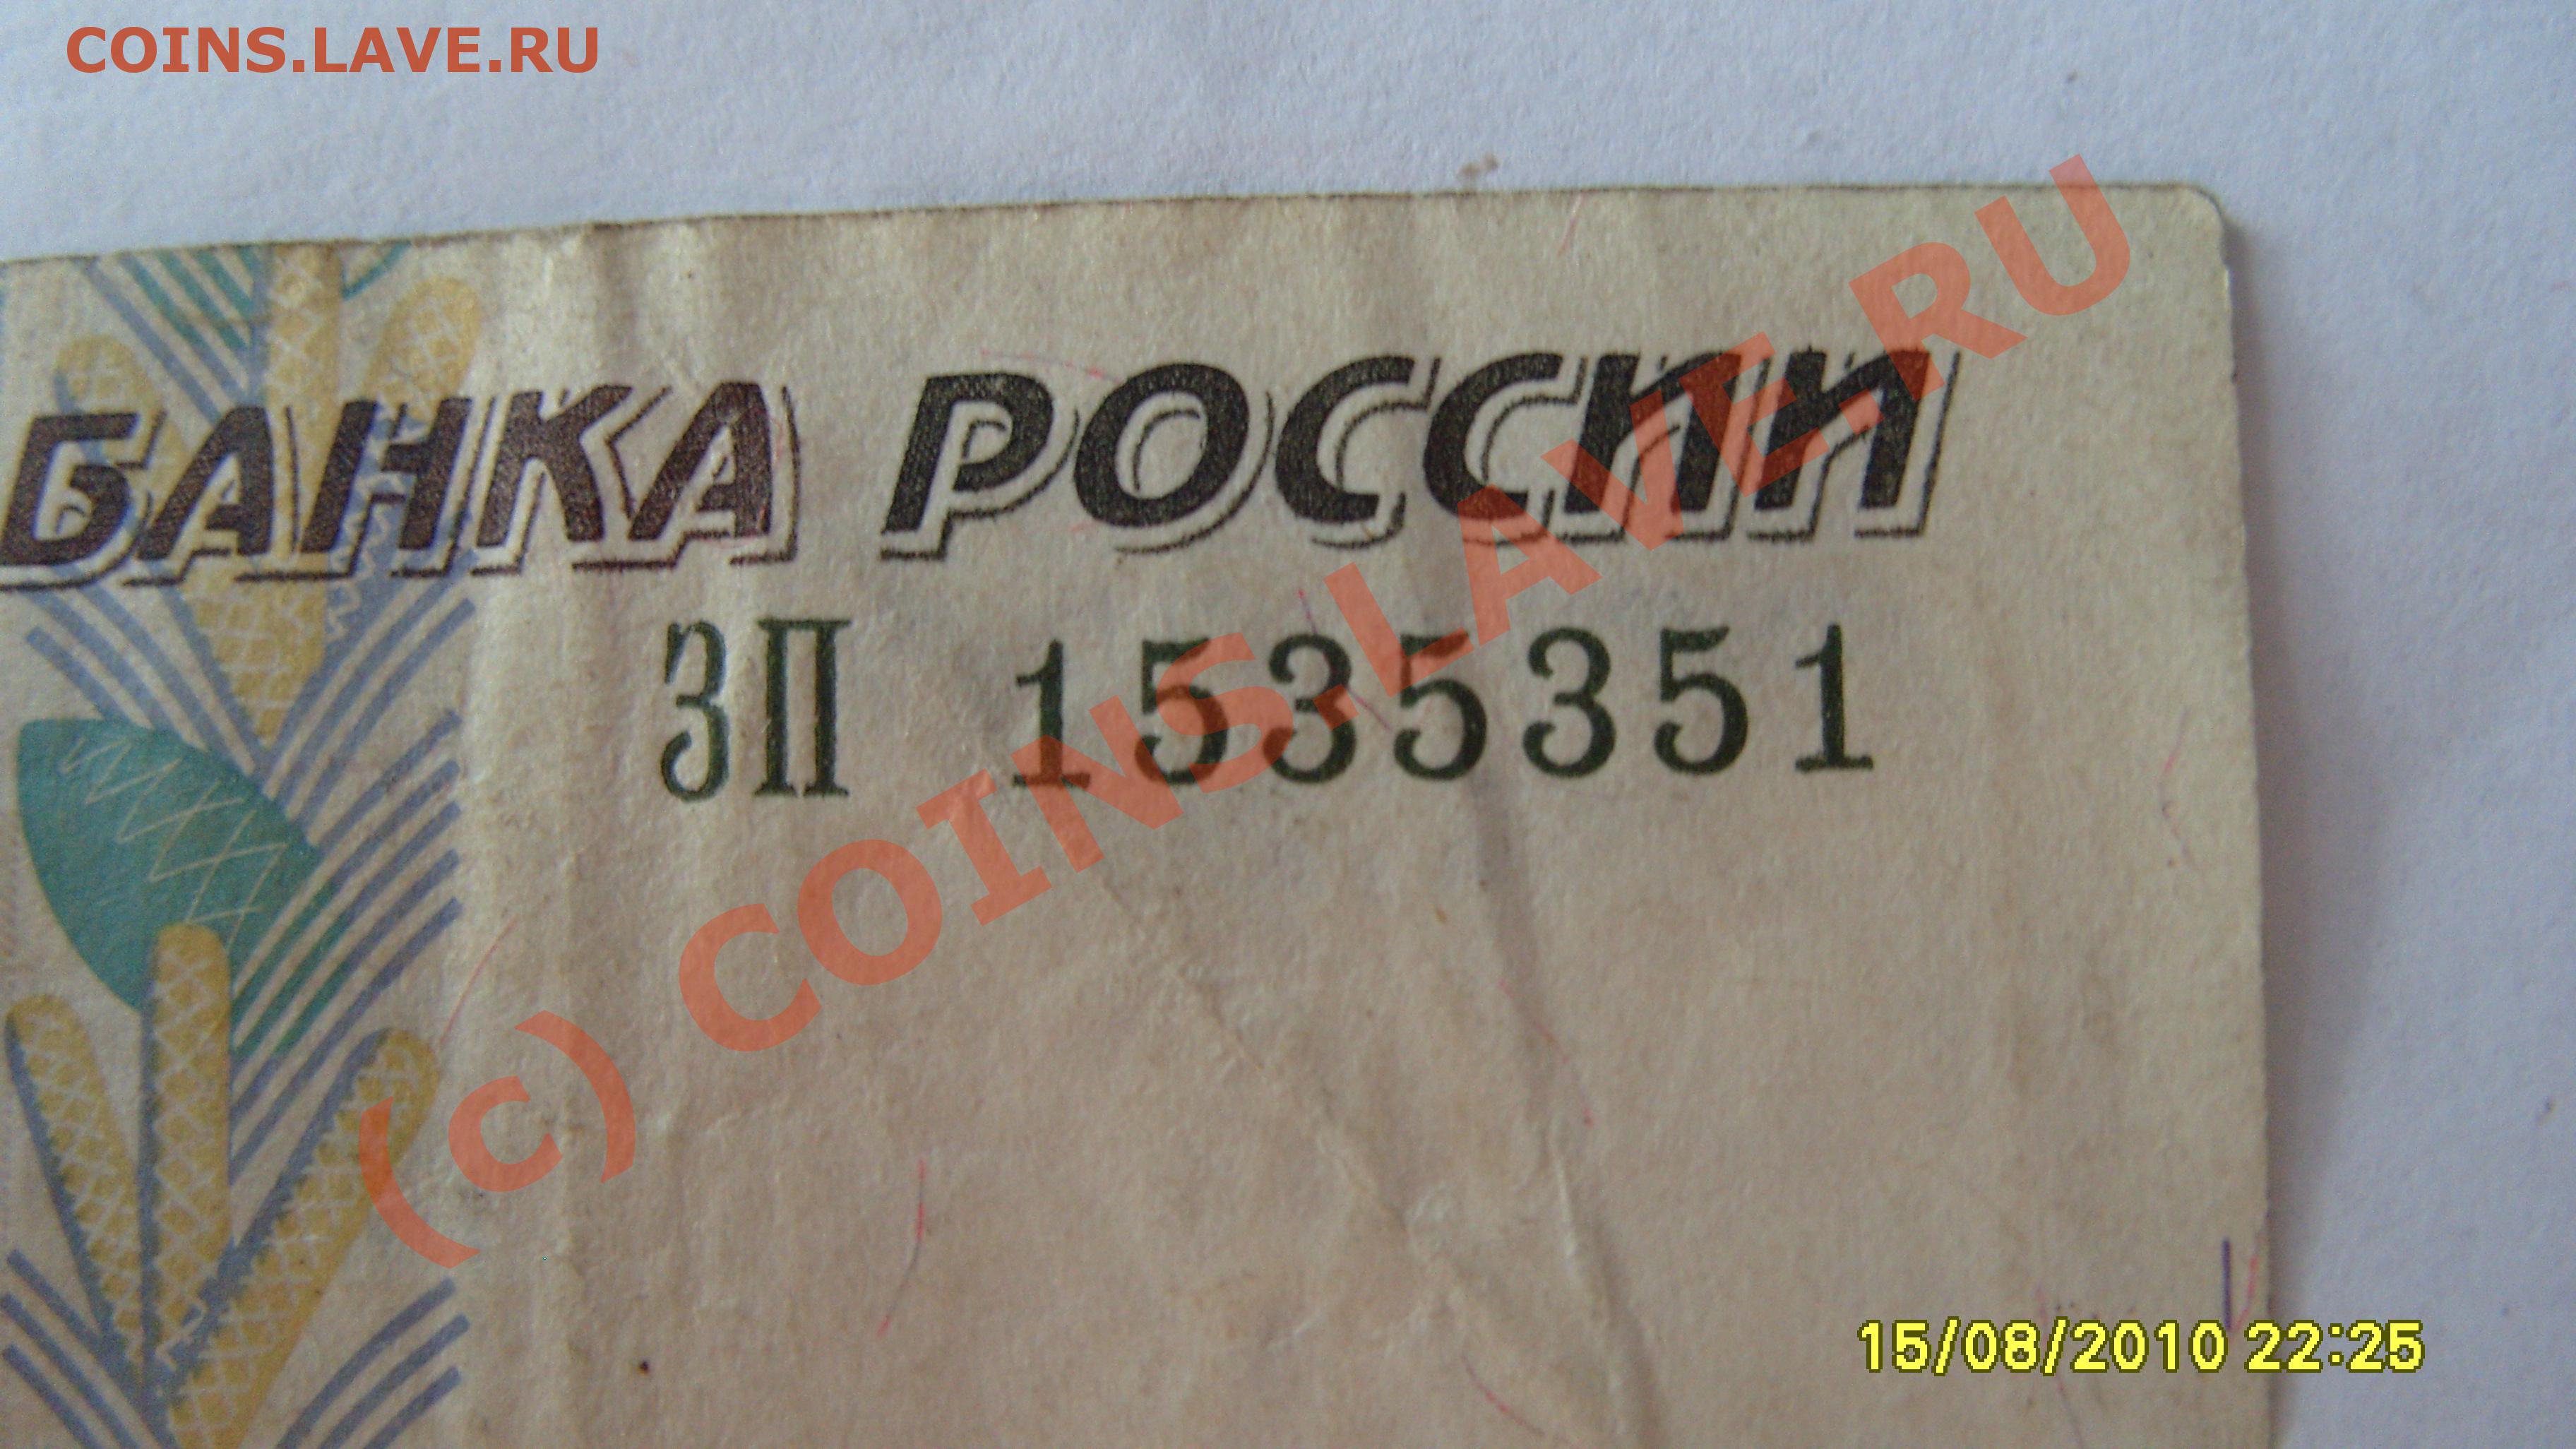 COINS.LAVE.RU
БАНКА РОССИИ
ЗП 1535351
(c) COINS.LAVE.RU
15/08/2010 22:25